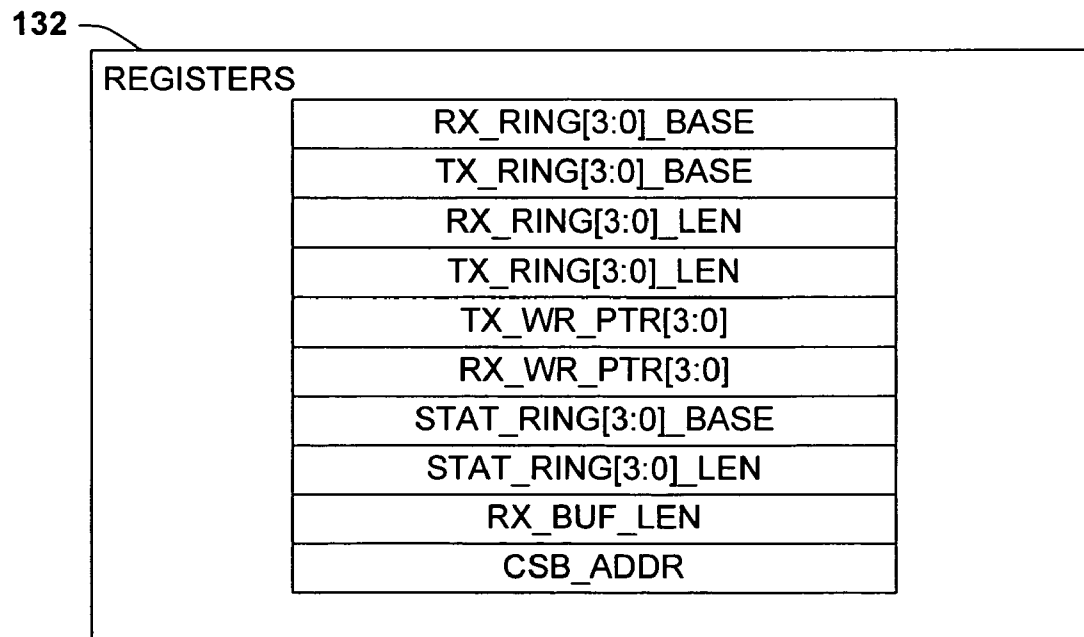 132
REGISTERS
RX_RING[3:0]_BASE
TX_RING[3:0]_BASE
RX_RING[3:0]_LEN
TX_RING[3:0]_LEN
TX_WR_PTR[3:0]
RX_WR_PTR[3:0]
STAT_RING[3:0]_BASE
STAT_RING[3:0]_LEN
RX_BUF_LEN
CSB_ADDR